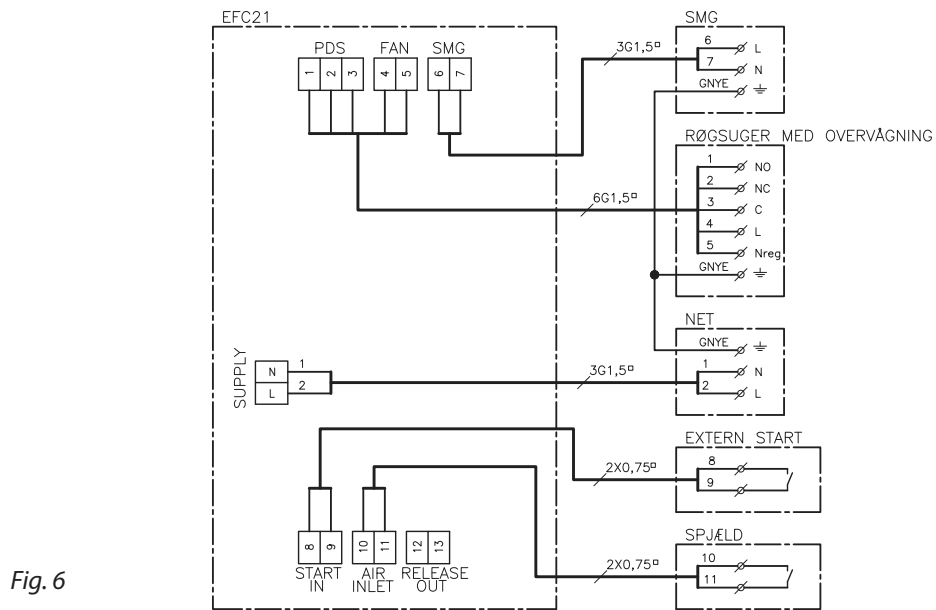 EFC21
PDS FAN SMG
1 2 3 4 5 6 7
3G1,5¤
SMG
6 L
7 N
GNYE
RØGSUGER MED OVERVÅGNING
6G1,5¤
1 NO
2 NC
3 C
4 L
5 Nreg
GNYE
NET
GNYE
SUPPLY
N 1
L 2
3G1,5¤
1 N
2 L
EXTERN START
2X0,75¤
8
9
8 9 10 11 12 13
START IN
AIR INLET
RELEASE OUT
SPJÆLD
2X0,75¤
10
11
Fig. 6